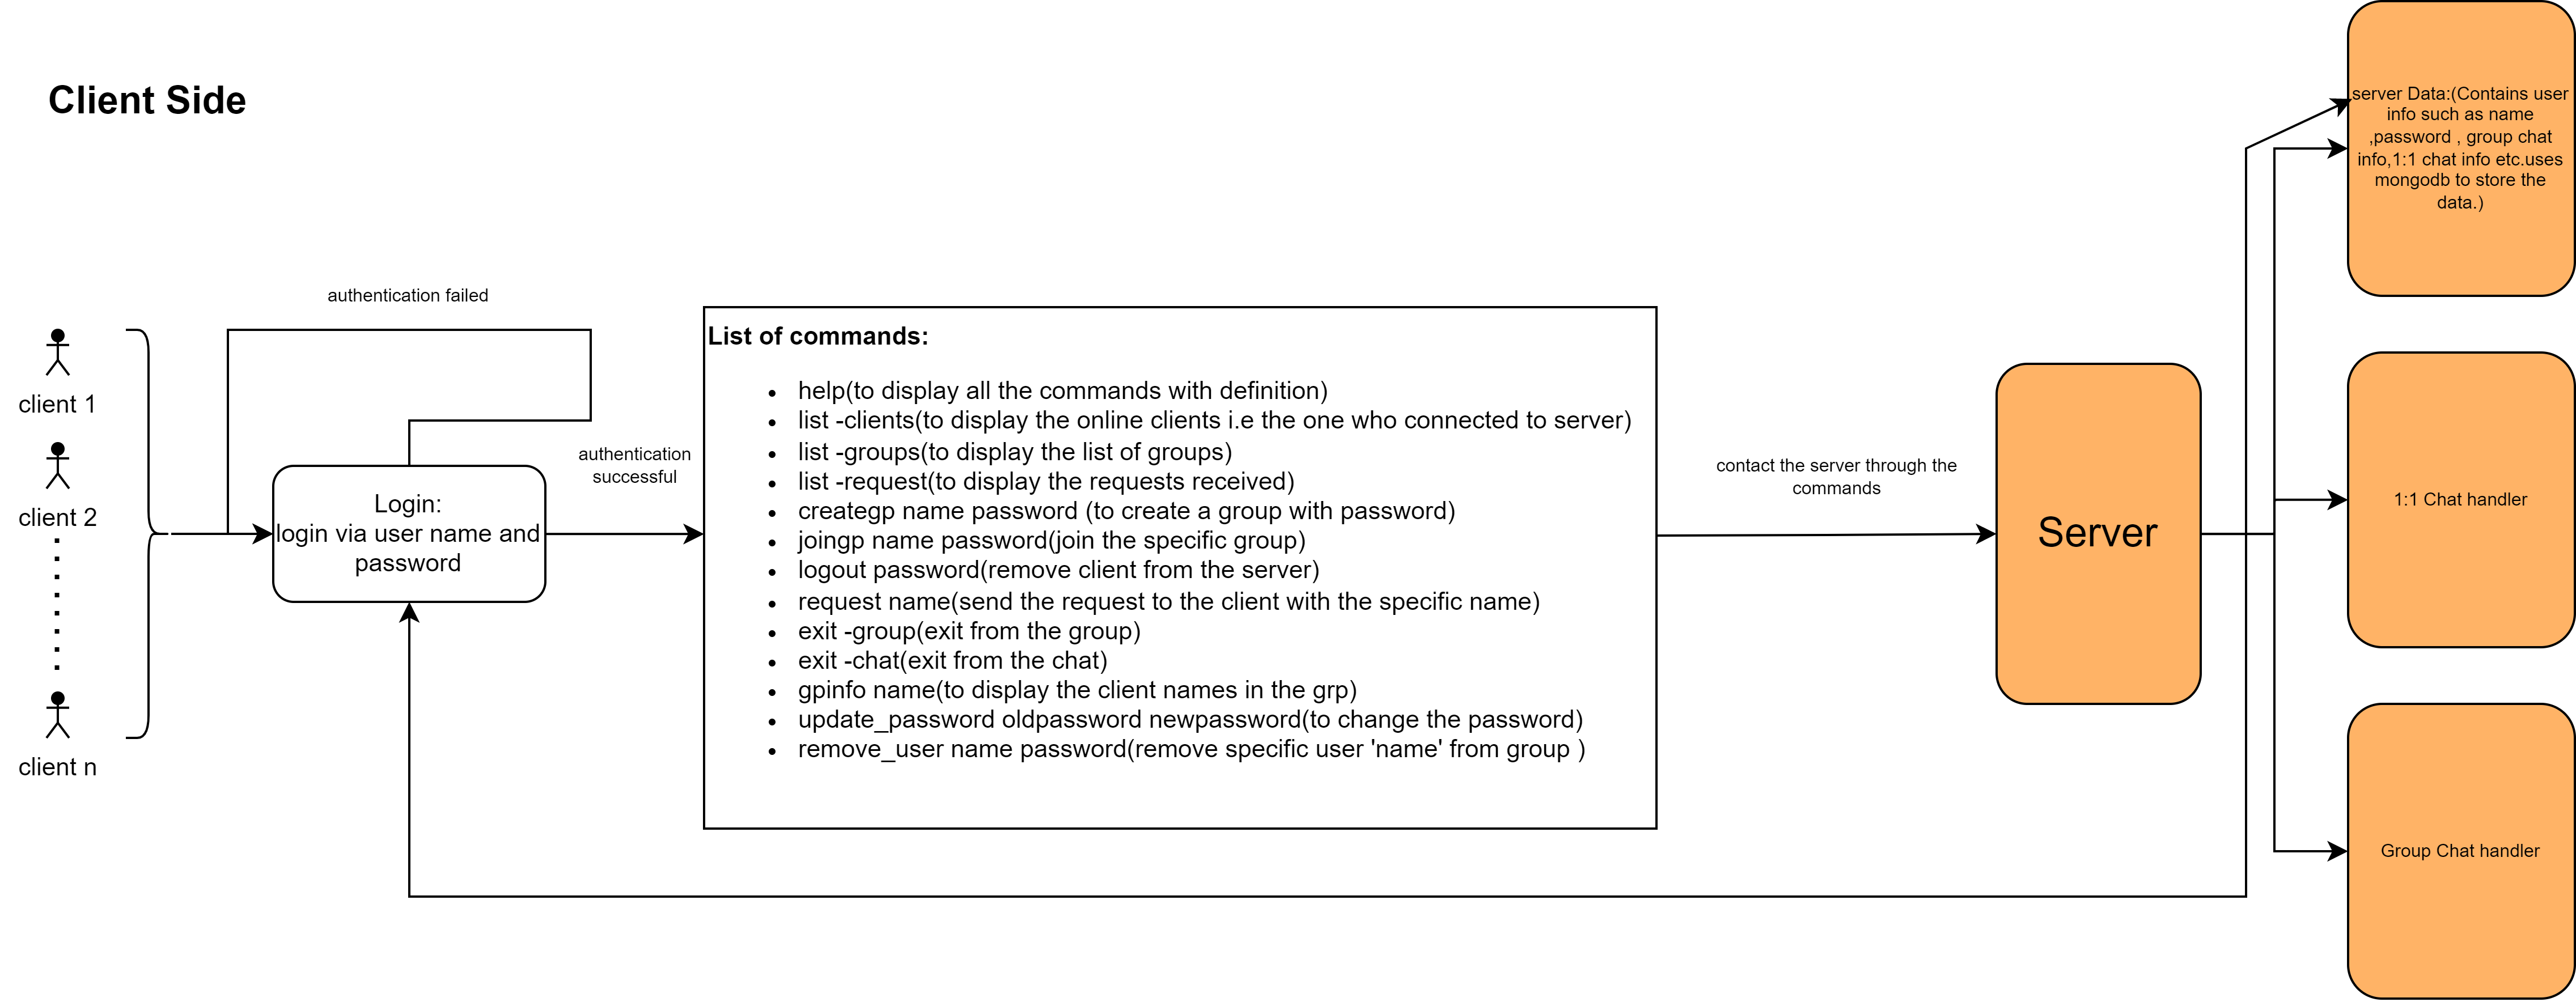 Client Side
authentication failed
client 1
client 2
client n
Login:
login via user name and
password
authentication
successful
List of commands:
help(to display all the commands with definition)
list -clients(to display the online clients i.e the one who connected to server)
list -groups(to display the list of groups)
list -request(to display the requests received)
creategp name password (to create a group with password)
joingp name password(join the specific group)
logout password(remove client from the server)
request name(send the request to the client with the specific name)
exit -group(exit from the group)
exit -chat(exit from the chat)
gpinfo name(to display the client names in the grp)
update_password oldpassword newpassword(to change the password)
remove_user name password(remove specific user 'name' from group )
contact the server through the
commands
Server
server Data:(Contains user
info such as name
,password , group chat
info,1:1 chat info etc.uses
mongodb to store the
data.)
1:1 Chat handler
Group Chat handler